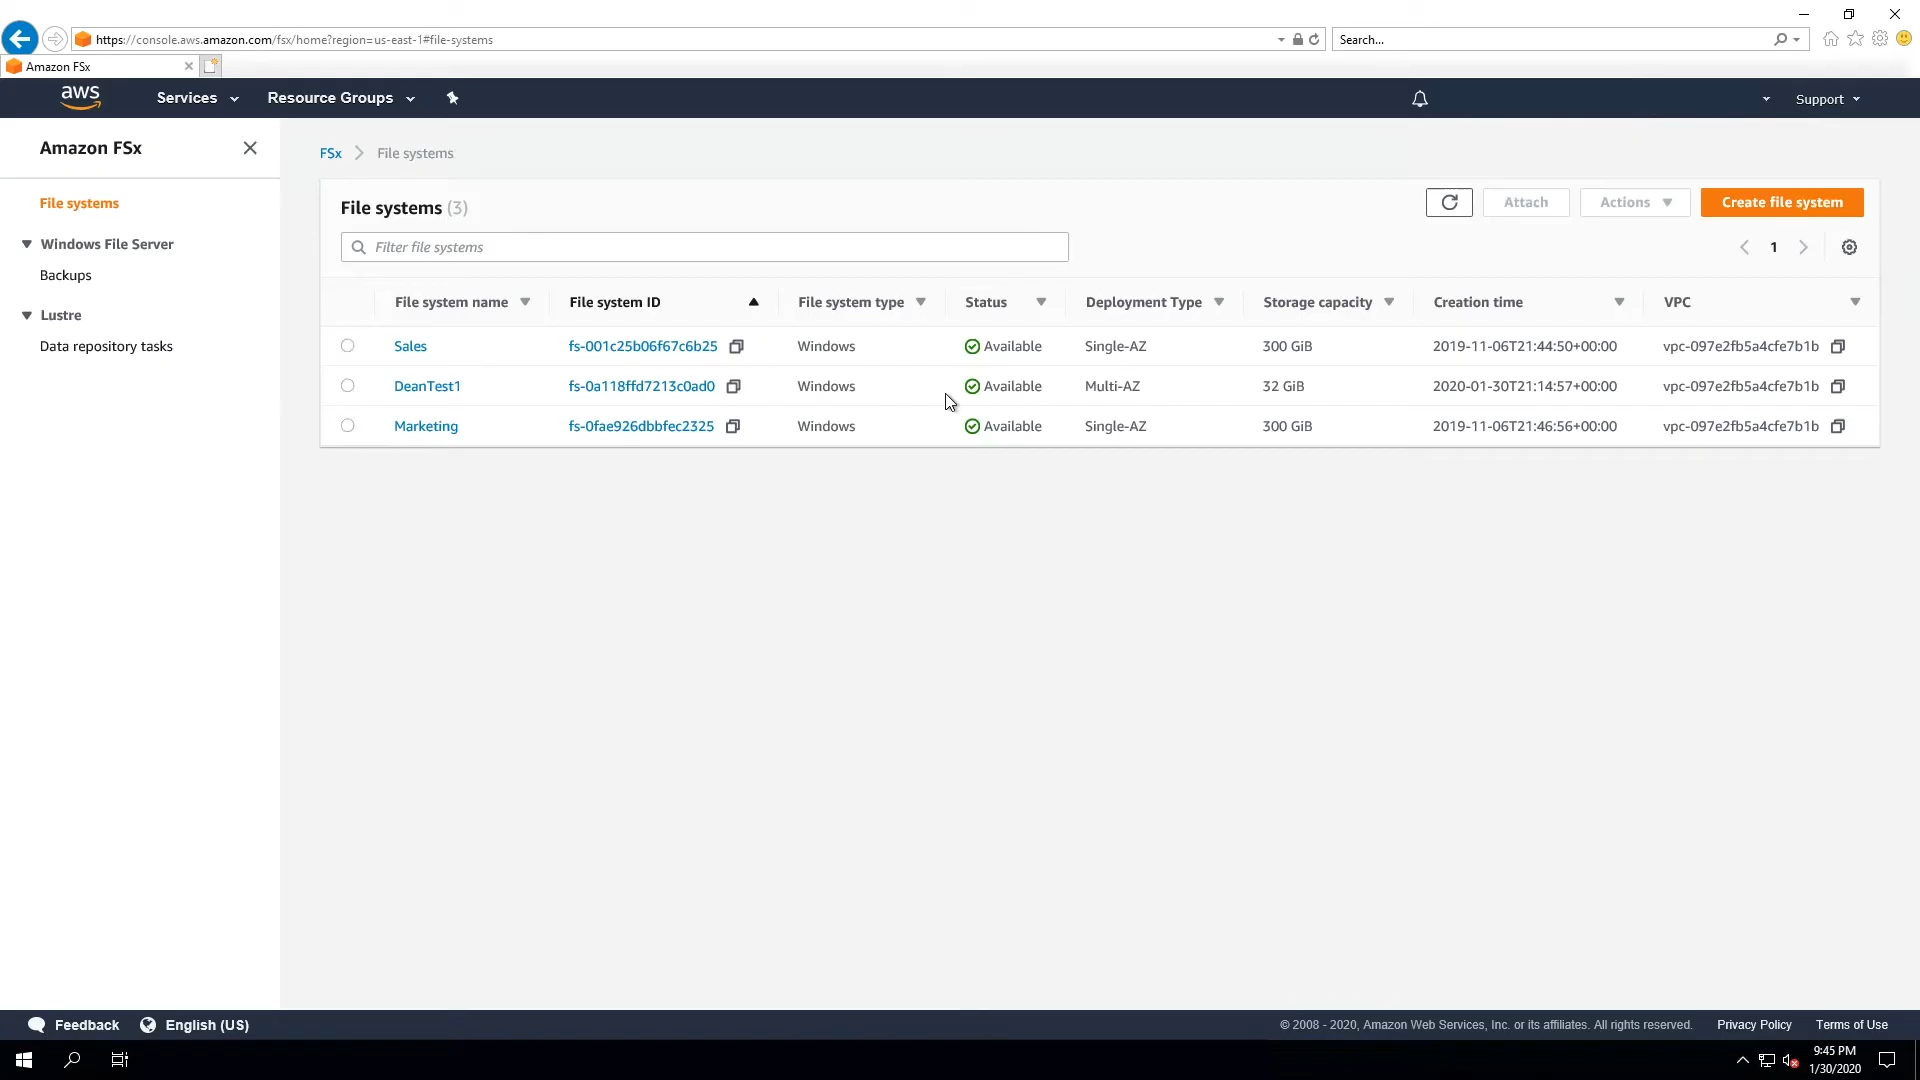 https://console.aws.amazon.com/fsx/home?region=us-east-1#file-systems
Search...
Amazon FSx
aws
Services
Resource Groups
Support
Amazon FSx
File systems
Windows File Server
Backups
Lustre
Data repository tasks
FSx
File systems
File systems (3)
Attach
Actions
Create file system
Filter file systems
1
File system name File system ID File system type Status Deployment Type Storage capacity Creation time VPC
Sales fs-001c25b06f67c6b25 Windows Available Single-AZ 300 GiB 2019-11-06T21:44:50+00:00 vpc-097e2fb5a4cfe7b1b
DeanTest1 fs-0a118ffd7213c0ad0 Windows Available Multi-AZ 32 GiB 2020-01-30T21:14:57+00:00 vpc-097e2fb5a4cfe7b1b
Marketing fs-0fae926dbbfec2325 Windows Available Single-AZ 300 GiB 2019-11-06T21:46:56+00:00 vpc-097e2fb5a4cfe7b1b
Feedback
English (US)
© 2008 - 2020, Amazon Web Services, Inc. or its affiliates. All rights reserved.
Privacy Policy
Terms of Use
9:45 PM
1/30/2020